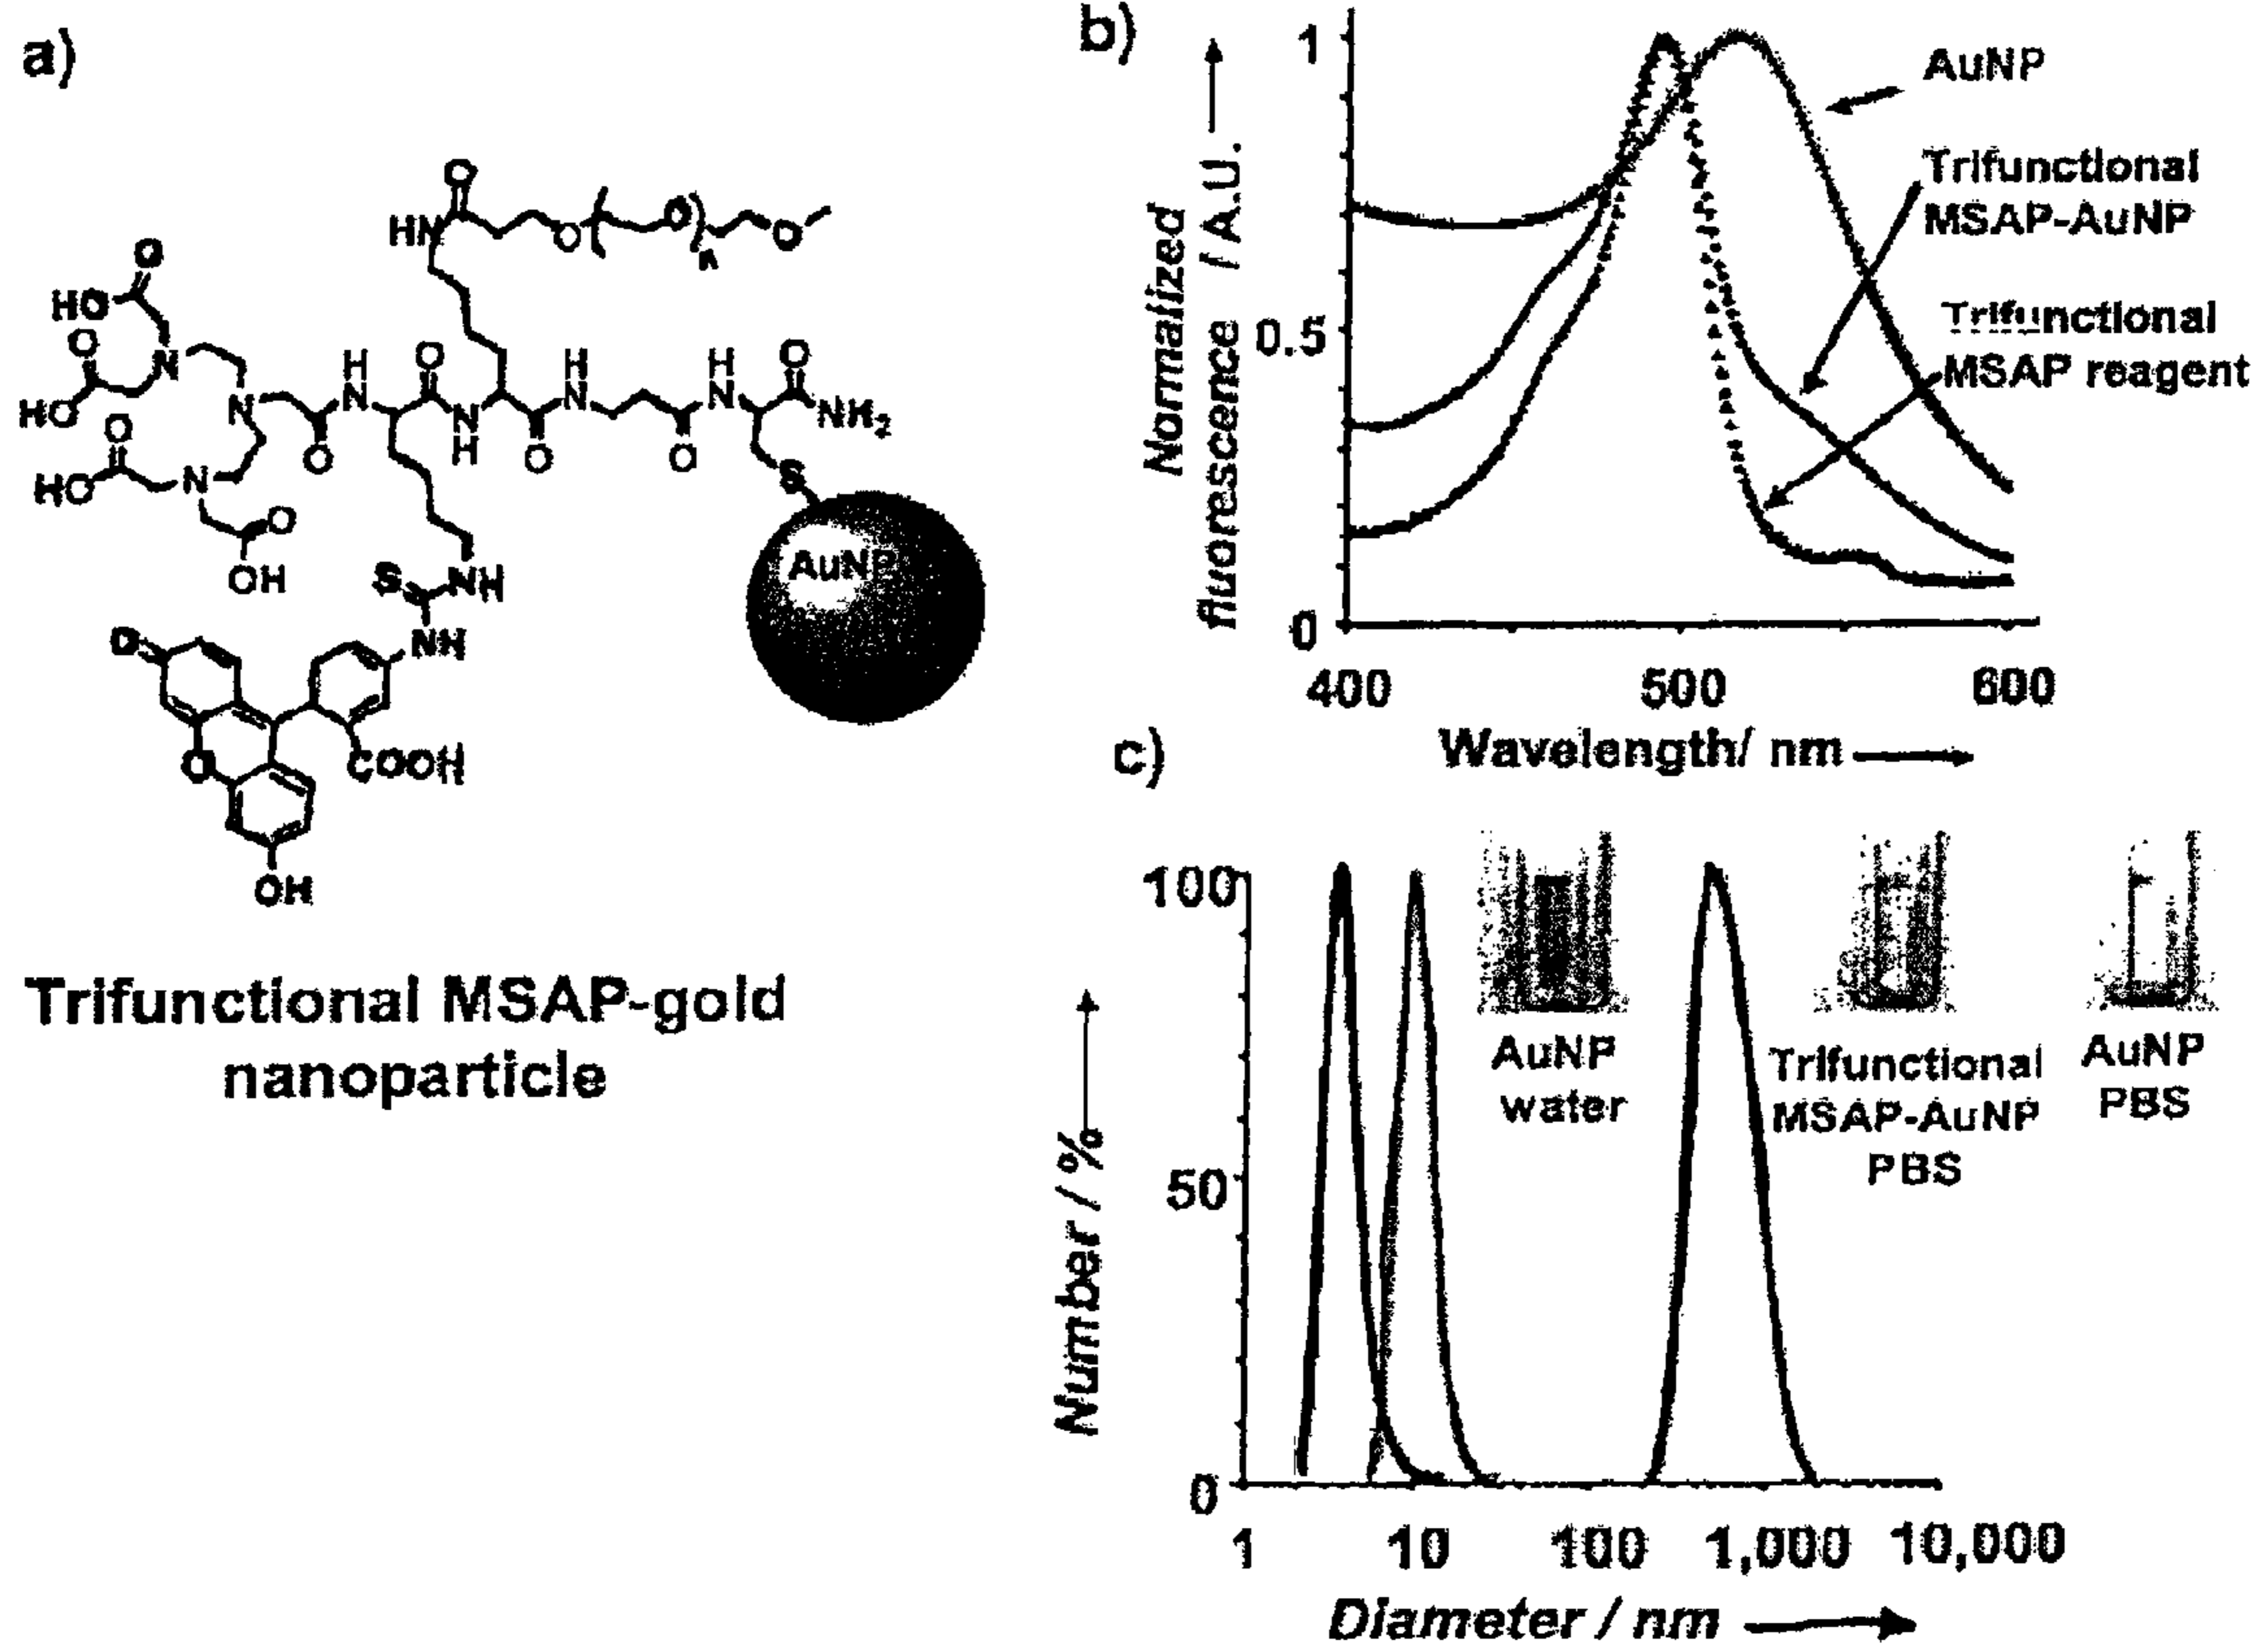 a)
O
HN
O
O
n
O
O
HO
O
N
HO
N
O
HO
N
O
OH
H
N
O
O
N
H
O
H
N
O
H
N
O
NH2
S
AuNP
S
NH
NH
O
O
COOH
OH
Trifunctional MSAP-gold
nanoparticle
b)
Normalized
fluorescence / A.U.
1
0.5
0
400
500
600
Wavelength/ nm
AuNP
Trifunctional
MSAP-AuNP
Trifunctional
MSAP reagent
c)
Number / %
100
50
0
1
10
100
1,000
10,000
Diameter / nm
AuNP
water
Trifunctional
MSAP-AuNP
PBS
AuNP
PBS